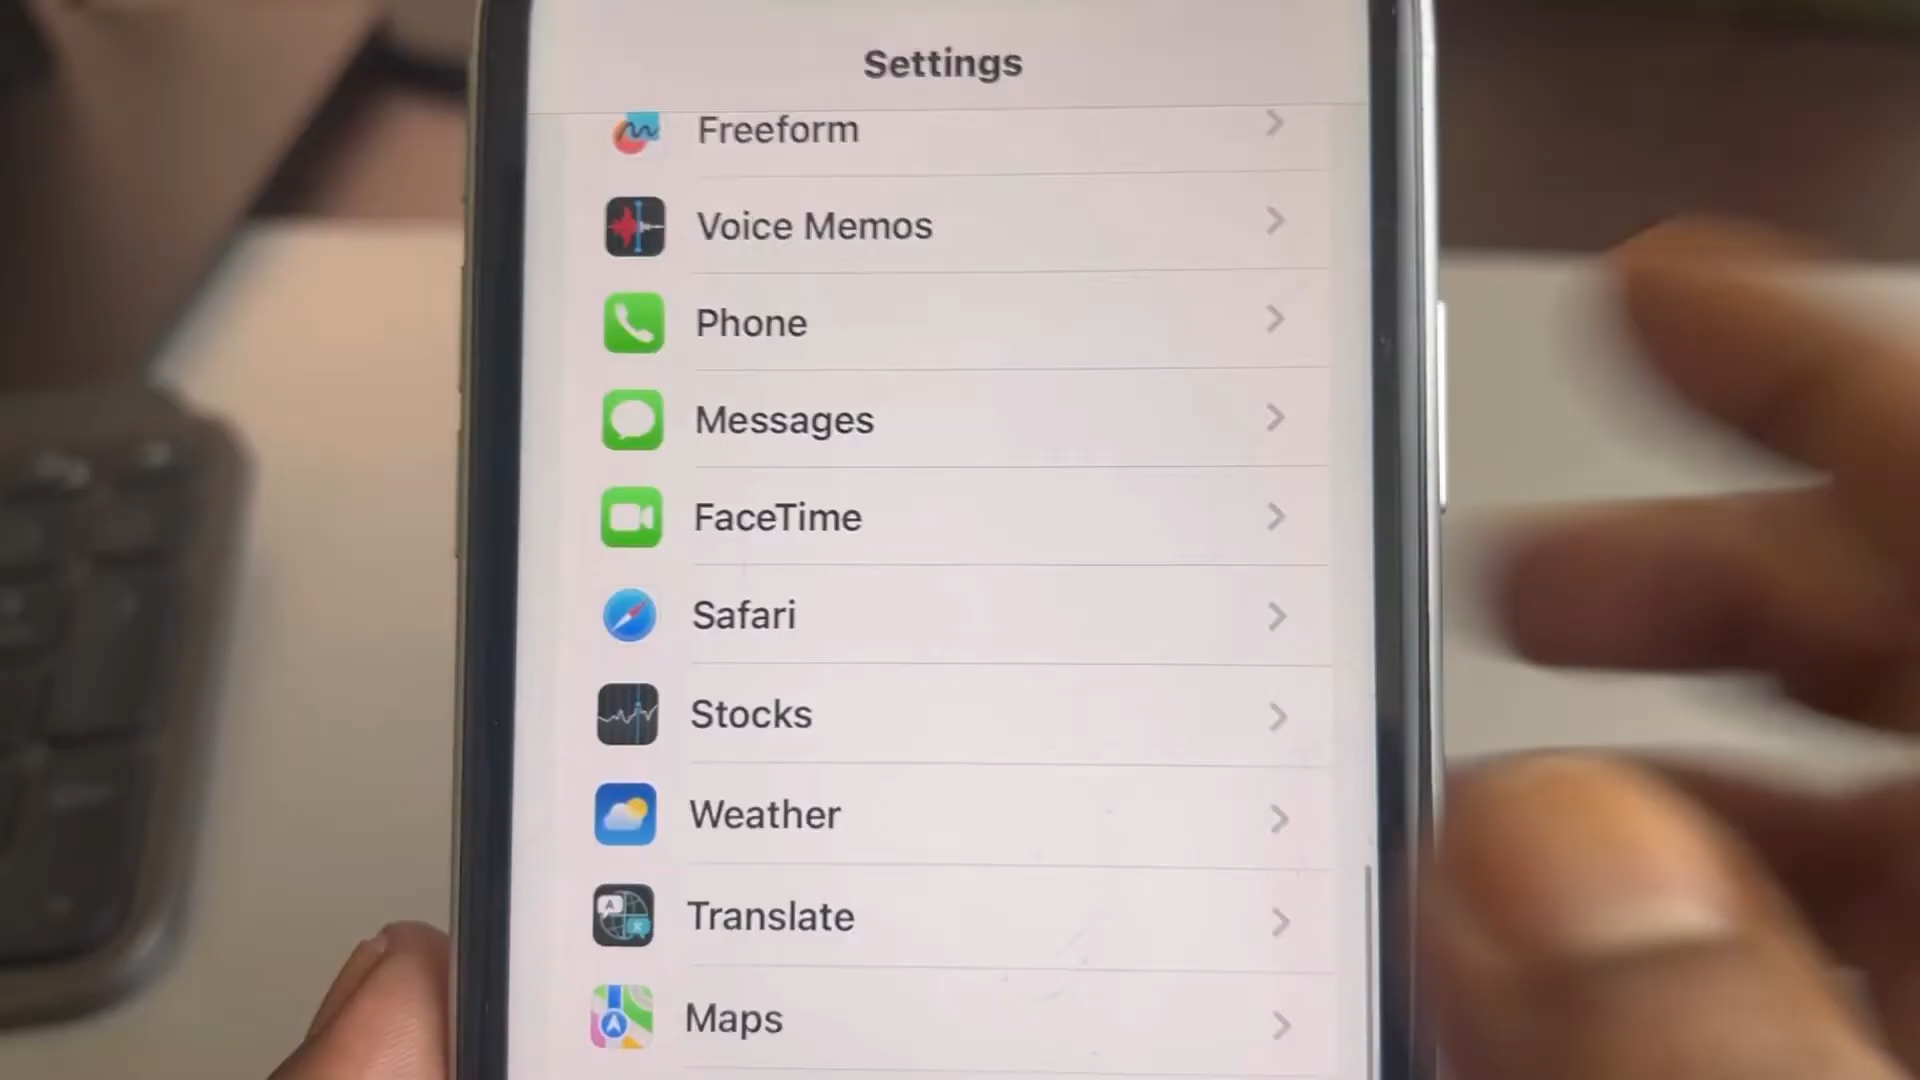 Settings
Freeform
Voice Memos
Phone
Messages
FaceTime
Safari
Stocks
Weather
Translate
Maps